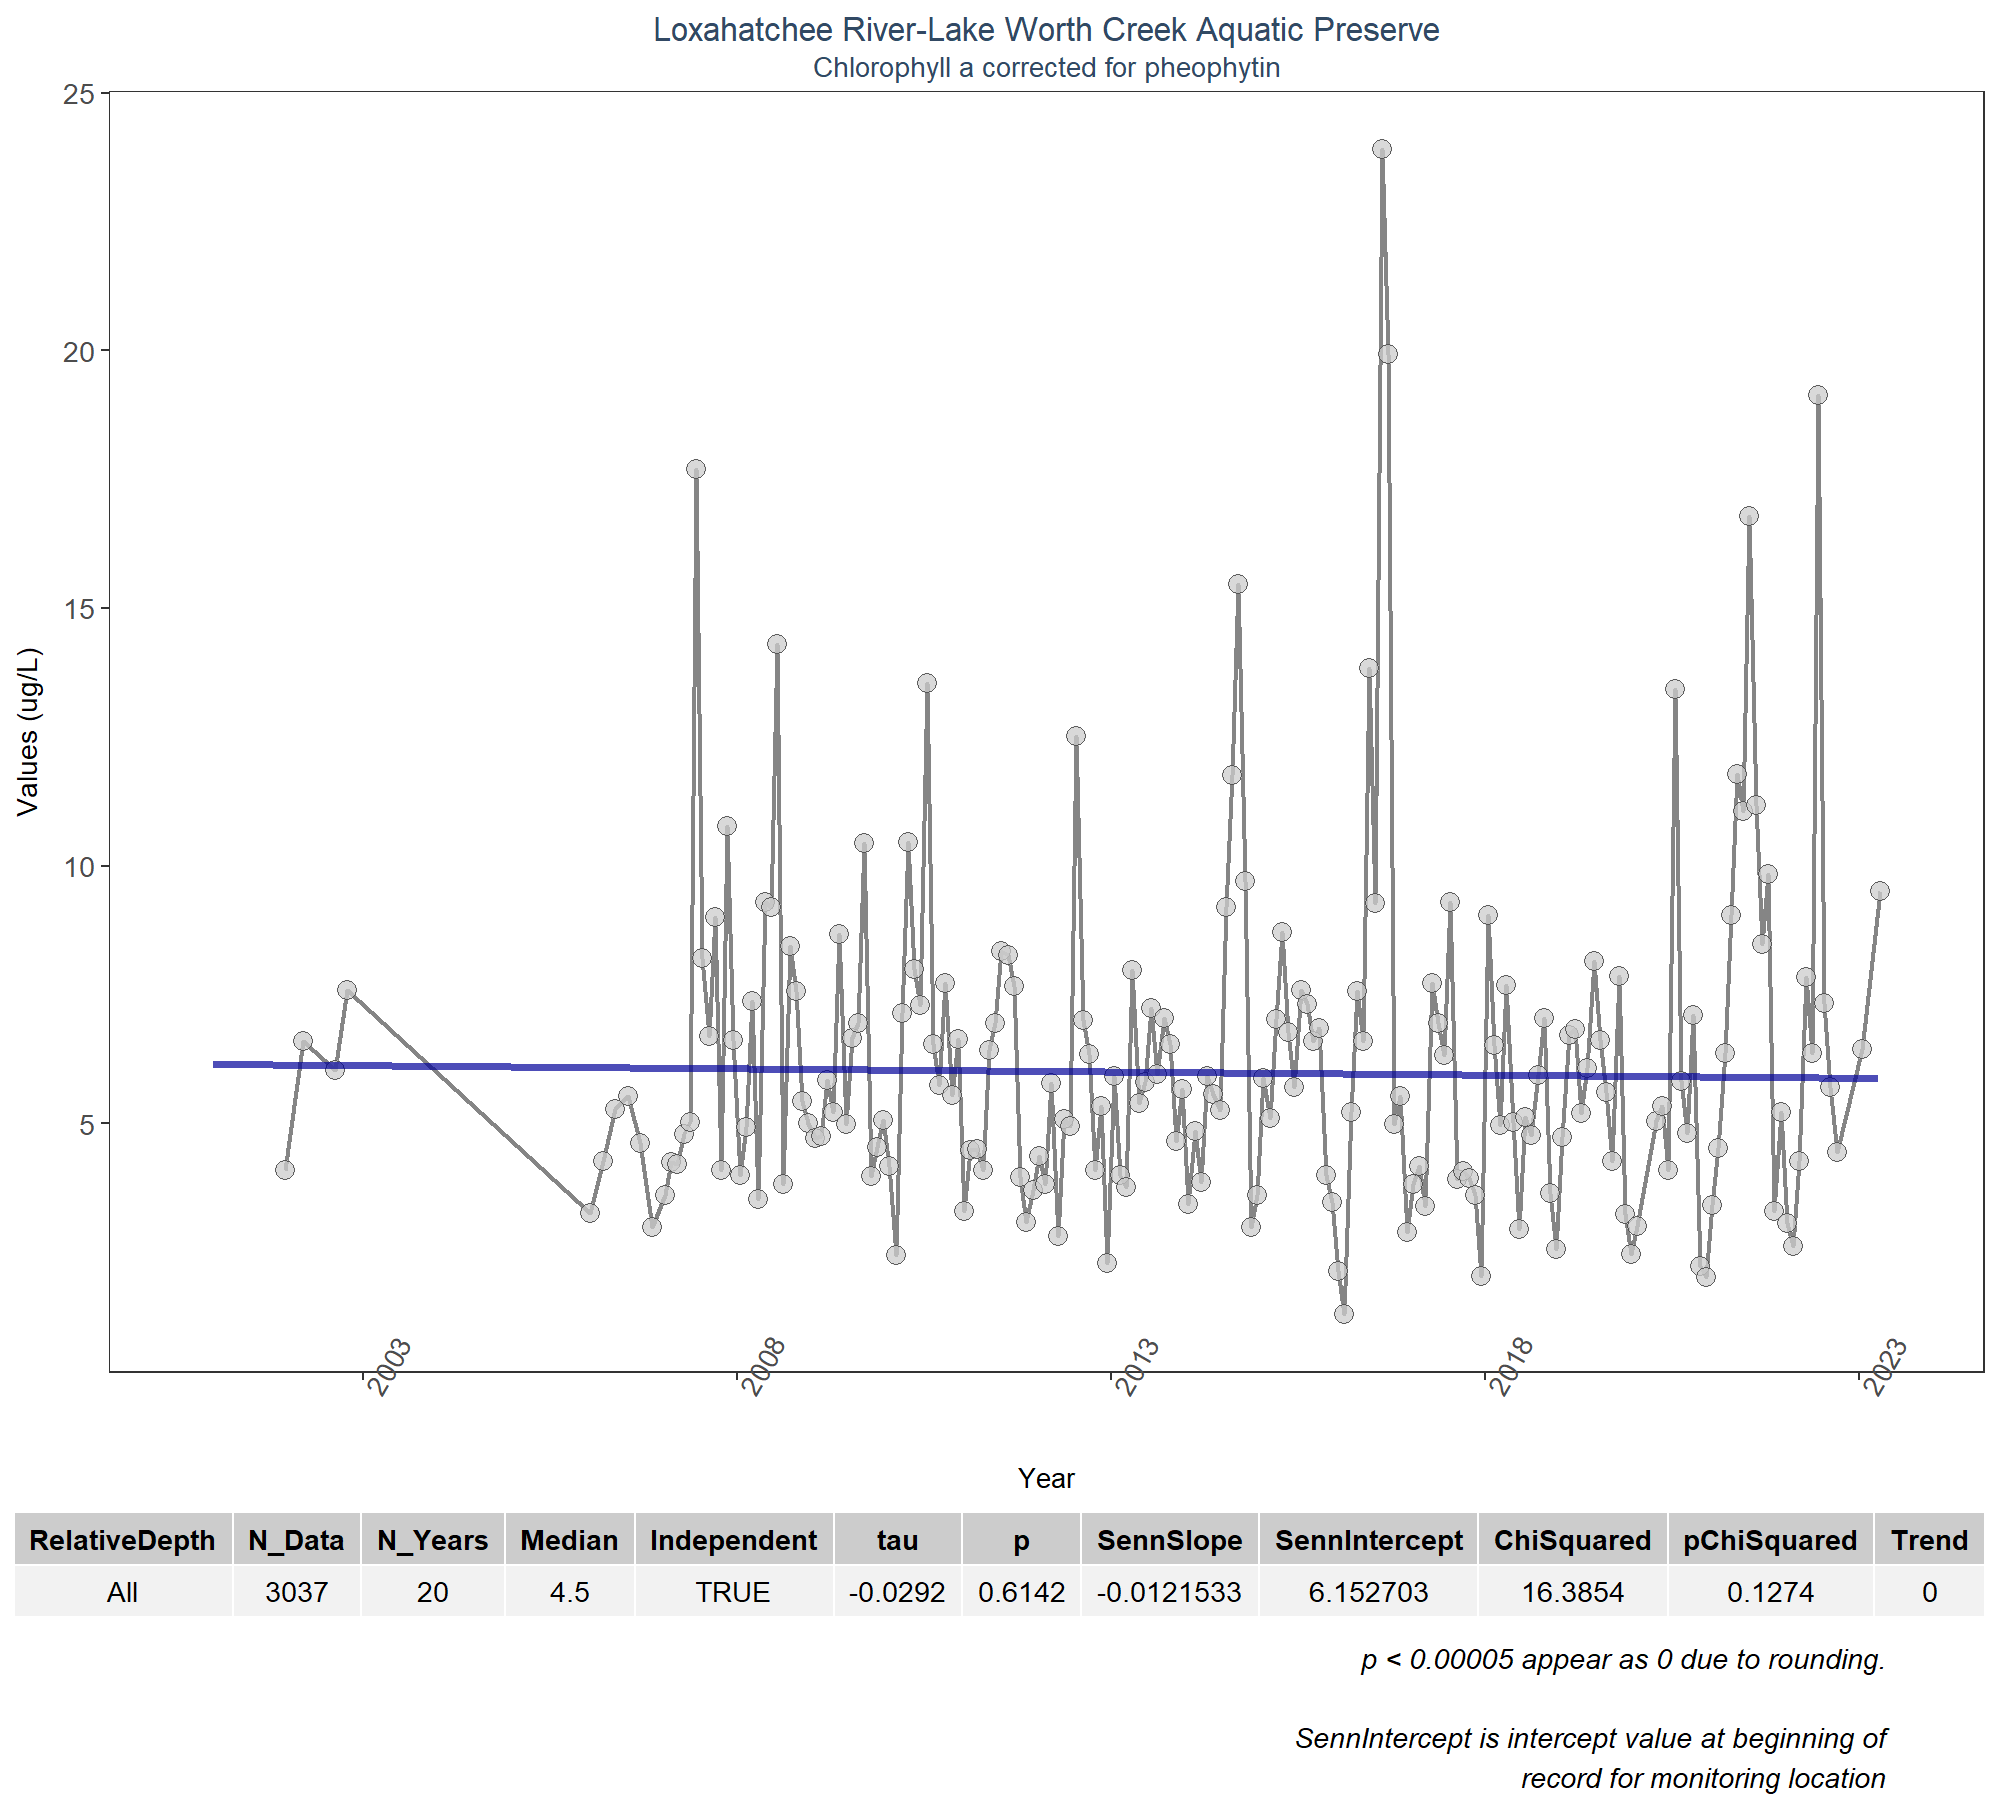 Loxahatchee River-Lake Worth Creek Aquatic Preserve
Chlorophyll a corrected for pheophytin
25
20
15
10
5
Values (ug/L)
2003
2008
2013
2018
2023
Year
RelativeDepth N_Data N_Years Median Independent tau p SennSlope SennIntercept ChiSquared pChiSquared Trend
All 3037 20 4.5 TRUE -0.0292 0.6142 -0.0121533 6.152703 16.3854 0.1274 0
p < 0.00005 appear as 0 due to rounding.
SennIntercept is intercept value at beginning of
record for monitoring location